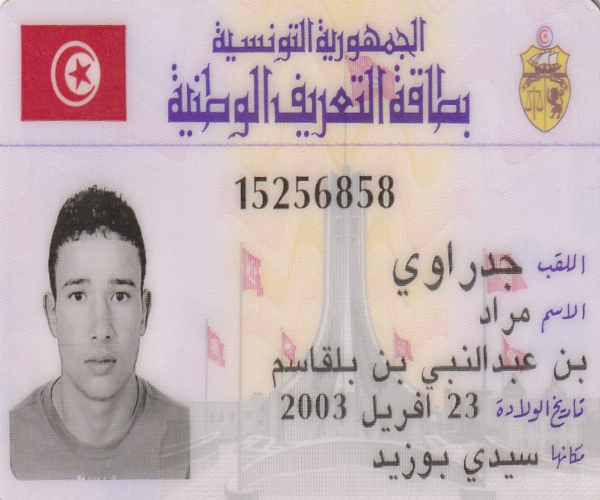 الجمهورية التونسية
بطاقة التعريف الوطنية
15256858
اللقب جدراوي
الاسم مراد
بن عبدالنبي بن بلقاسم
تاريخ الولادة 23 افريل 2003
مكانها سيدي بوزيد